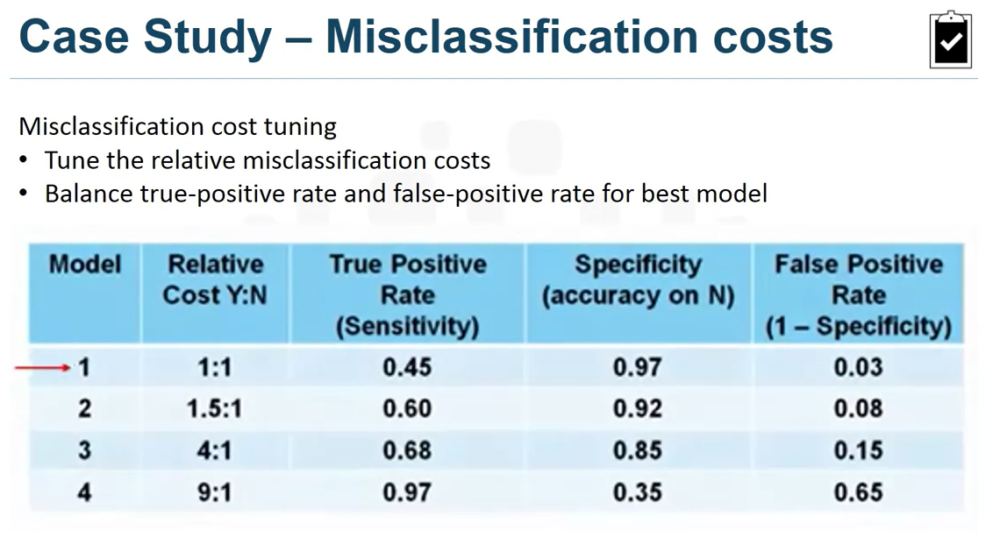 Case Study – Misclassification costs
Misclassification cost tuning
• Tune the relative misclassification costs
• Balance true-positive rate and false-positive rate for best model
Model Relative Cost Y:N True Positive Rate (Sensitivity) Specificity (accuracy on N) False Positive Rate (1 – Specificity)
1 1:1 0.45 0.97 0.03
2 1.5:1 0.60 0.92 0.08
3 4:1 0.68 0.85 0.15
4 9:1 0.97 0.35 0.65